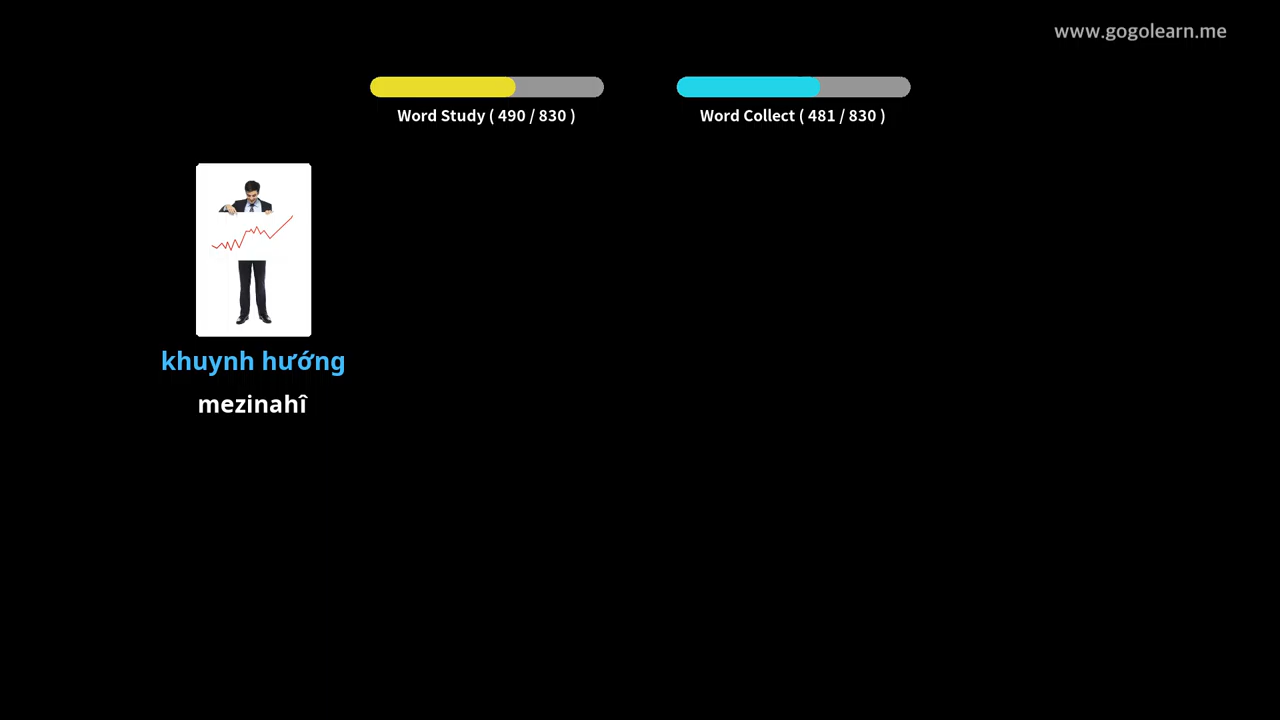 www.gogolearn.me
Word Study ( 490 / 830 )
Word Collect ( 481 / 830 )
khuynh hướng
mezinahî